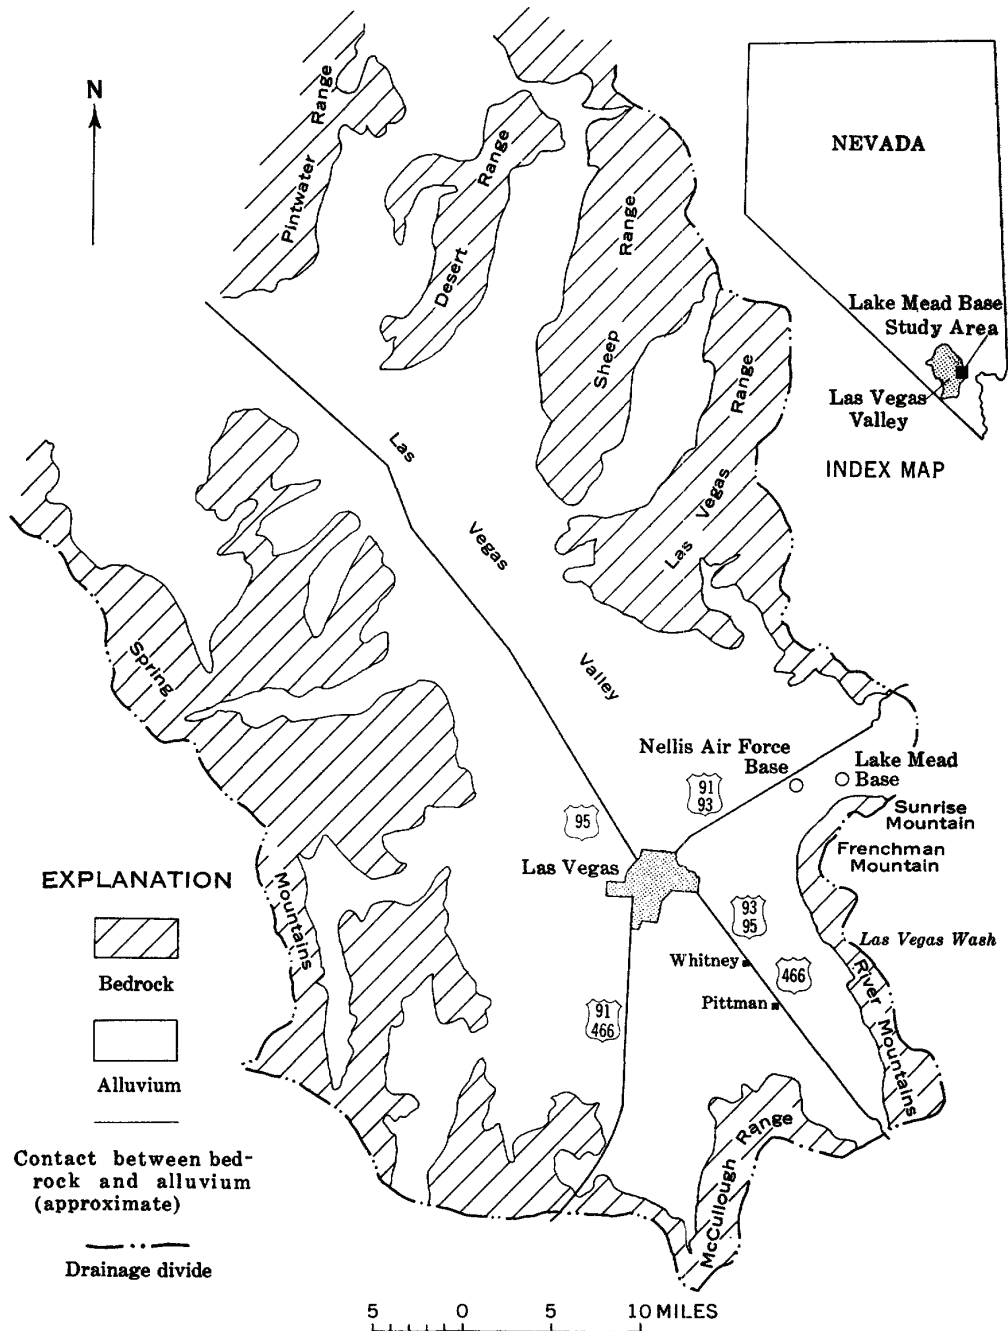 N
Pintwater Range
Desert Range
Sheep Range
Las Vegas Range
NEVADA
Lake Mead Base
Study Area
Las Vegas
Valley
INDEX MAP
Las
Vegas
Valley
Spring
Mountains
Nellis Air Force
Base
Lake Mead
Base
91
93
95
Sunrise
Mountain
Frenchman
Mountain
Las Vegas
93
95
Las Vegas Wash
Whitney
466
Pittman
91
466
River Mountains
McCullough Range
EXPLANATION
Bedrock
Alluvium
Contact between bed-
rock and alluvium
(approximate)
Drainage divide
5 0 5 10 MILES